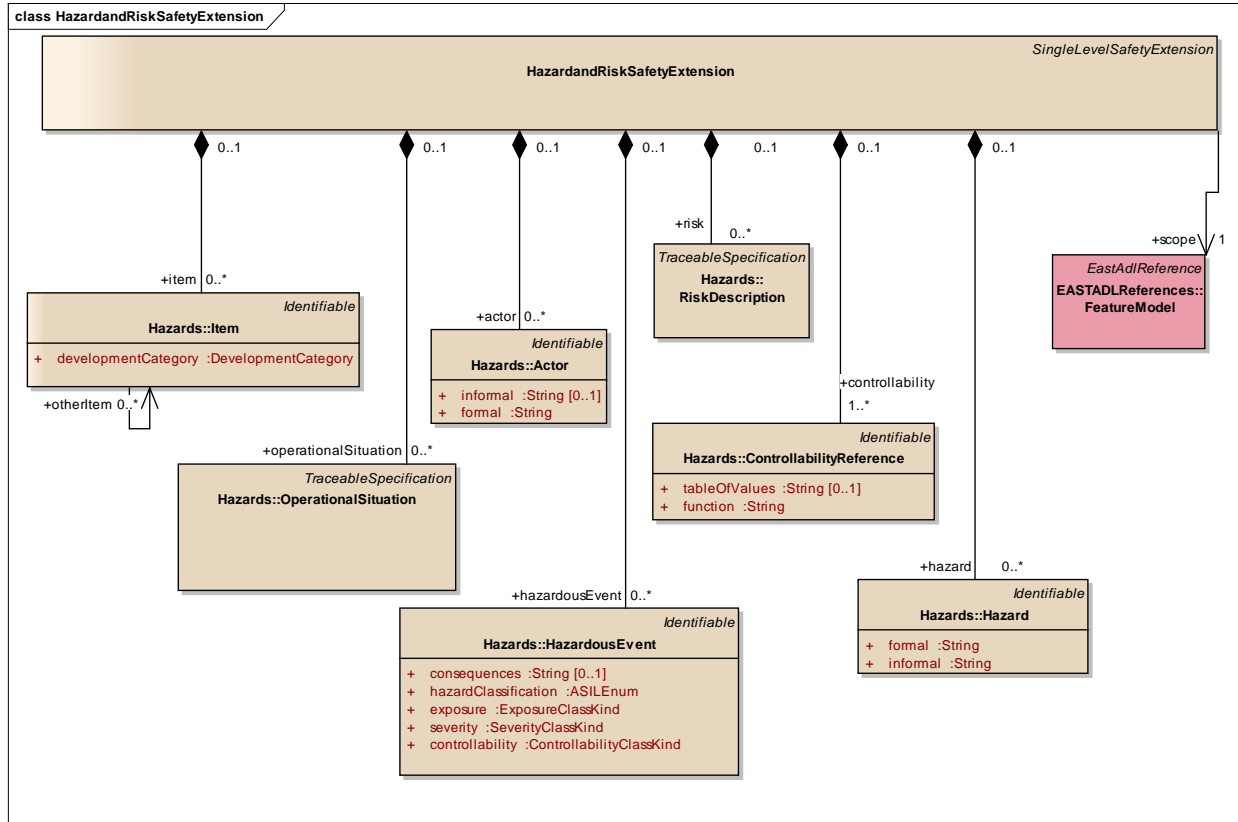 class HazardandRiskSafetyExtension
SingleLevelSafetyExtension
HazardandRiskSafetyExtension
0..1
0..1
0..1
0..1
0..1
0..1
0..1
+risk
0..*
+scope
1
TraceableSpecification
Hazards::
RiskDescription
EastAdlReference
EASTADLReferences::
FeatureModel
+item
0..*
Identifiable
Hazards::Item
+ developmentCategory :DevelopmentCategory
+otherItem
0..*
+actor
0..*
Identifiable
Hazards::Actor
+ informal :String [0..1]
+ formal :String
+controllability
1..*
Identifiable
Hazards::ControllabilityReference
+ tableOfValues :String [0..1]
+ function :String
+operationalSituation
0..*
TraceableSpecification
Hazards::OperationalSituation
+hazard
0..*
Identifiable
Hazards::Hazard
+ formal :String
+ informal :String
+hazardousEvent
0..*
Identifiable
Hazards::HazardousEvent
+ consequences :String [0..1]
+ hazardClassification :ASILEnum
+ exposure :ExposureClassKind
+ severity :SeverityClassKind
+ controllability :ControllabilityClassKind